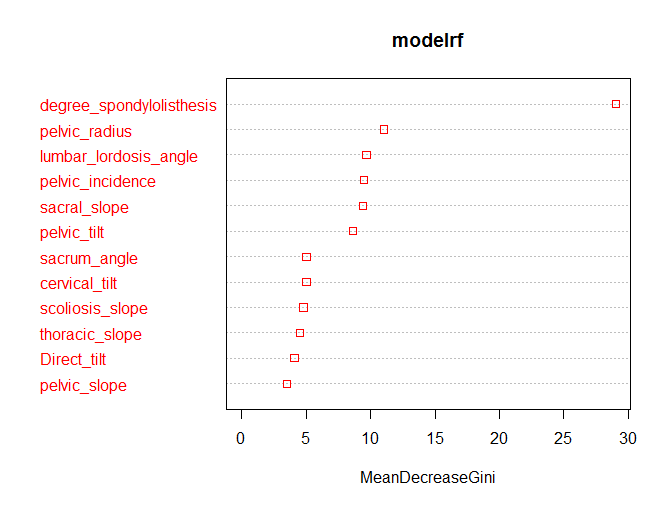 modelrf
degree_spondylolisthesis
pelvic_radius
lumbar_lordosis_angle
pelvic_incidence
sacral_slope
pelvic_tilt
sacrum_angle
cervical_tilt
scoliosis_slope
thoracic_slope
Direct_tilt
pelvic_slope
0 5 10 15 20 25 30
MeanDecreaseGini